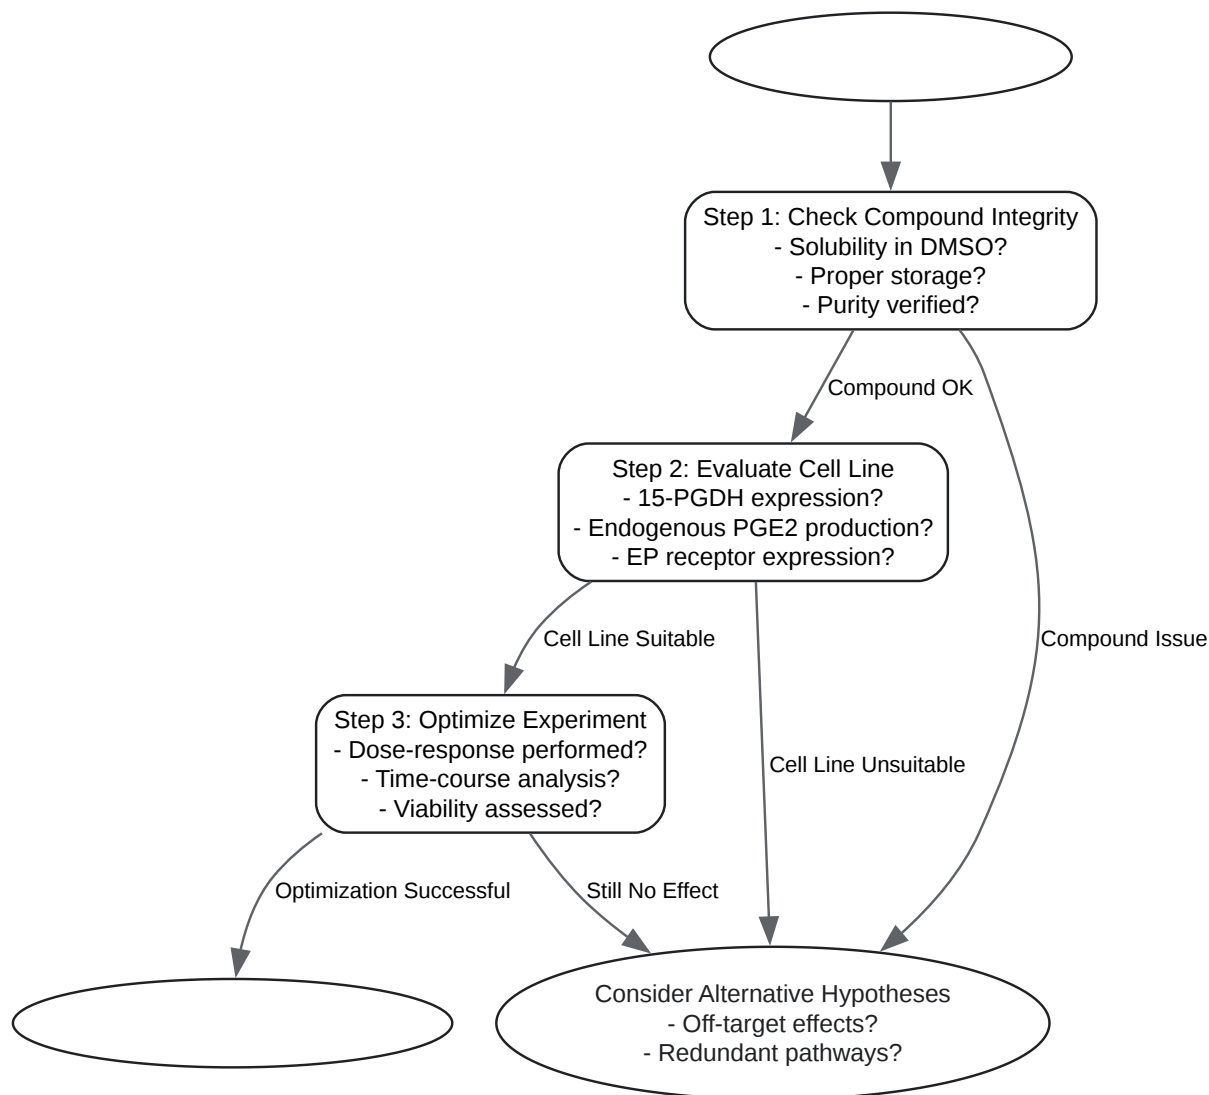 Step 1: Check Compound Integrity
- Solubility in DMSO?
- Proper storage?
- Purity verified?
Compound OK
Step 2: Evaluate Cell Line
- 15-PGDH expression?
- Endogenous PGE2 production?
- EP receptor expression?
Cell Line Suitable
Compound Issue
Step 3: Optimize Experiment
- Dose-response performed?
- Time-course analysis?
- Viability assessed?
Cell Line Unsuitable
Optimization Successful
Still No Effect
Consider Alternative Hypotheses
- Off-target effects?
- Redundant pathways?